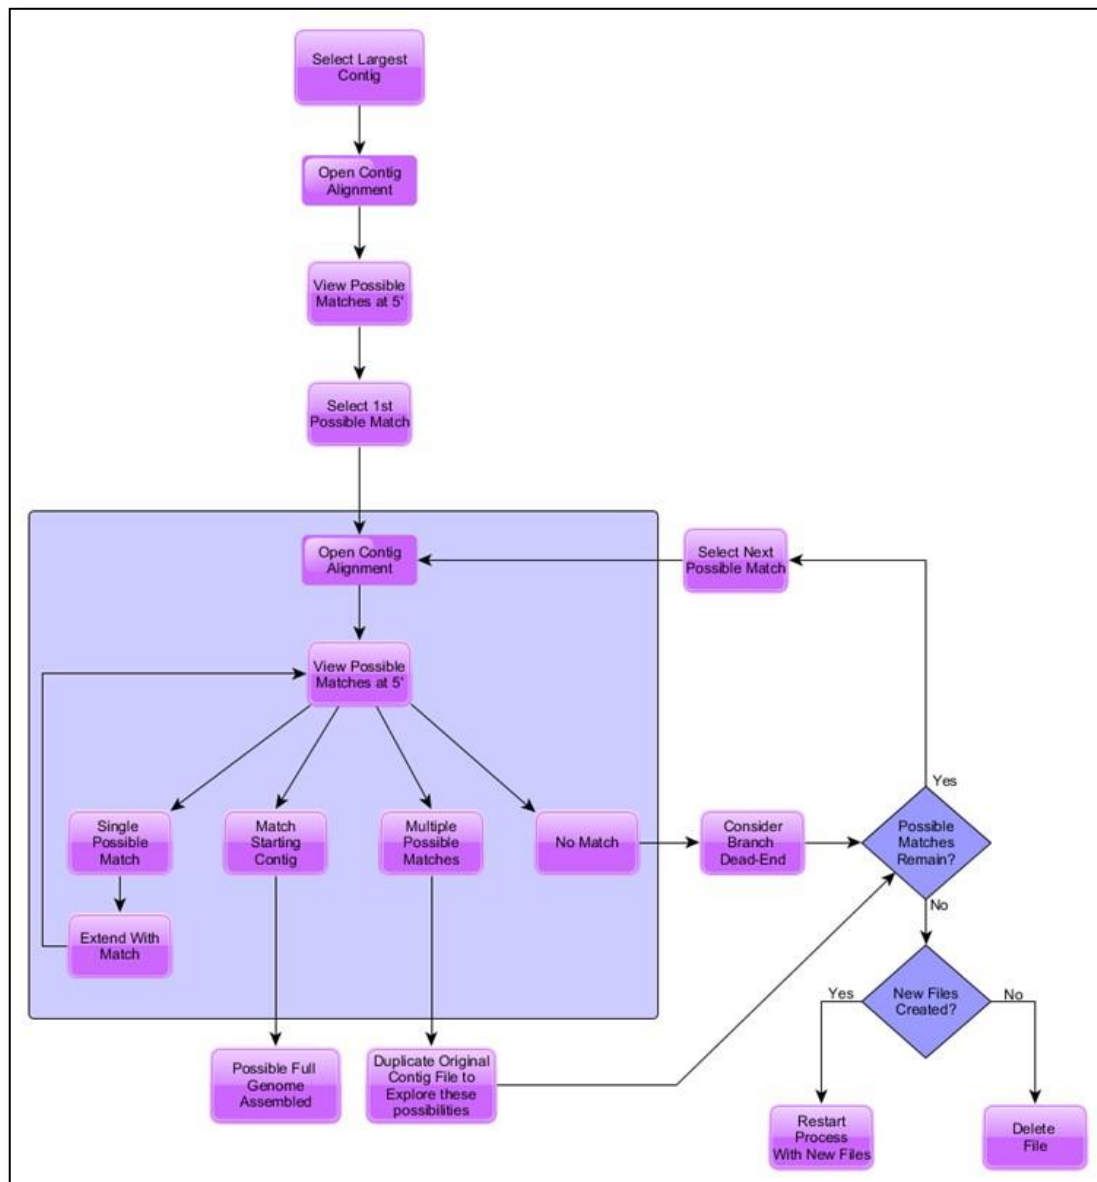 Select Largest
Contig
Open Contig
Alignment
View Possible
Matches at 5'
Select 1st
Possible Match
Open Contig
Alignment
Select Next
Possible Match
View Possible
Matches at 5'
Single
Possible
Match
Match
Starting
Contig
Multiple
Possible
Matches
No Match
Consider
Branch
Dead-End
Yes
Possible
Matches
Remain?
No
Extend With
Match
Yes
New Files
Created?
No
Possible Full
Genome
Assembled
Duplicate Original
Contig File to
Explore these
possibilities
Restart
Process
With New Files
Delete
File